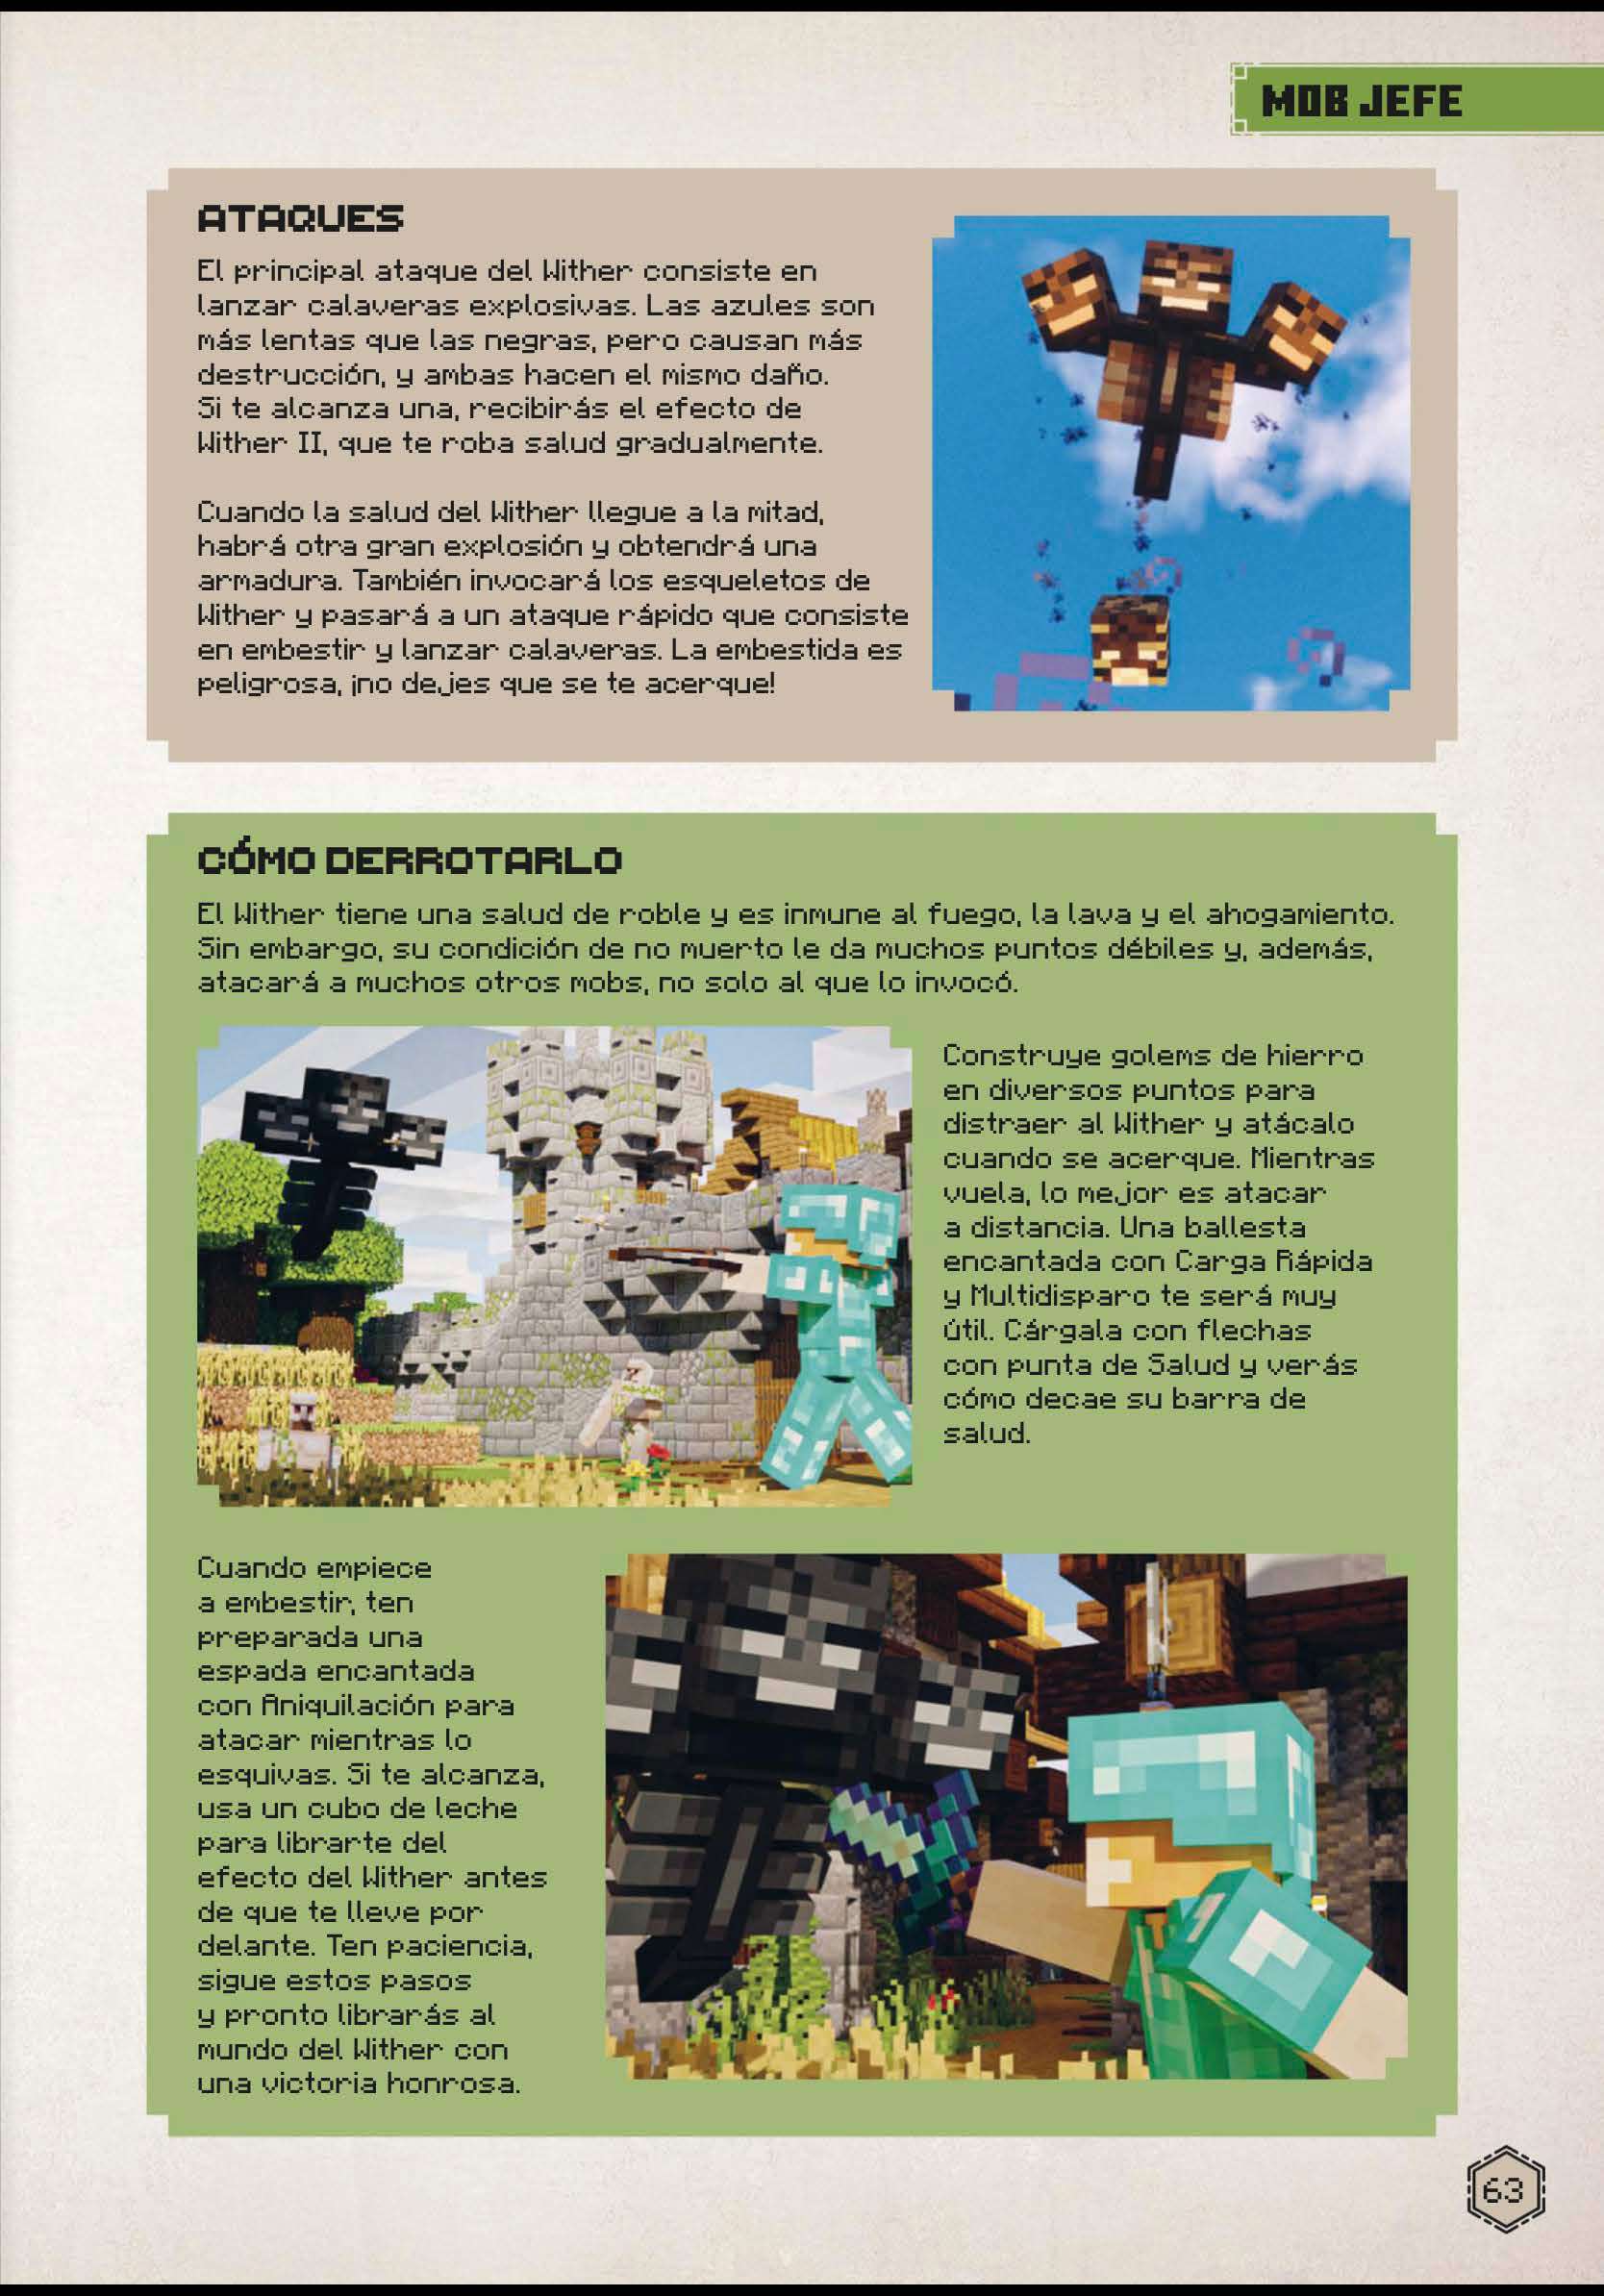 MOB JEFE
ATAQUES
El principal ataque del Wither consiste en
lanzar calaveras explosivas. Las azules son
más lentas que las negras, pero causan más
destrucción, y ambas hacen el mismo daño.
Si te alcanza una, recibirás el efecto de
Wither II, que te roba salud gradualmente.
Cuando la salud del Wither llegue a la mitad,
habrá otra gran explosión y obtendrá una
armadura. También invocará los esqueletos de
Wither y pasará a un ataque rápido que consiste
en embestir y lanzar calaveras. La embestida es
peligrosa, ¡no dejes que se te acerque!
CÓMO DERROTARLO
El Wither tiene una salud de roble y es inmune al fuego, la lava y el ahogamiento.
Sin embargo, su condición de no muerto le da muchos puntos débiles y, además,
atacará a muchos otros mobs, no solo al que lo invocó.
Construye golems de hierro
en diversos puntos para
distraer al Wither y atácalo
cuando se acerque. Mientras
vuela, lo mejor es atacar
a distancia. Una ballesta
encantada con Carga Rápida
y Multidisparo te será muy
útil. Cárgala con flechas
con punta de Salud y verás
cómo decae su barra de
salud.
Cuando empiece
a embestir, ten
preparada una
espada encantada
con Aniquilación para
atacar mientras lo
esquivas. Si te alcanza,
usa un cubo de leche
para librarte del
efecto del Wither antes
de que te lleve por
delante. Ten paciencia,
sigue estos pasos
y pronto librarás al
mundo del Wither con
una victoria honrosa.
63